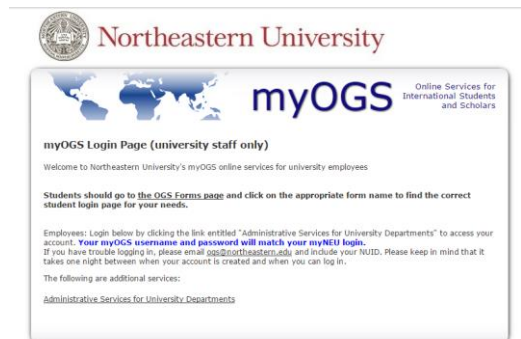 Northeastern University
myOGS
Online Services for
International Students
and Scholars
myOGS Login Page (university staff only)
Welcome to Northeastern University's myOGS online services for university employees
Students should go to the OGS Forms page and click on the appropriate form name to find the correct
student login page for your needs.
Employees: Login below by clicking the link entitled "Administrative Services for University Departments" to access your
account. Your myOGS username and password will match your myNEU login.
If you have trouble logging in, please email ogs@northeastern.edu and include your NUID. Please keep in mind that it
takes one night between when your account is created and when you can log in.
The following are additional services:
Administrative Services for University Departments